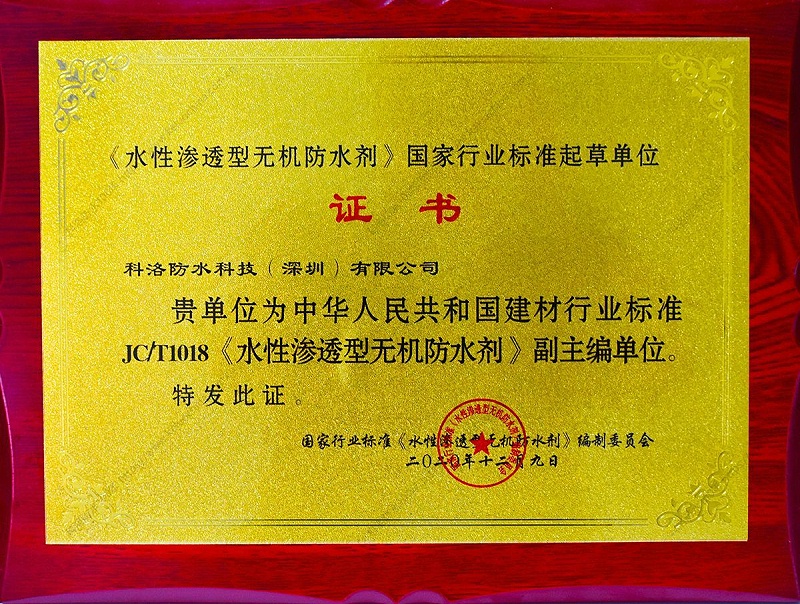 《水性渗透型无机防水剂》国家行业标准起草单位
证 书
科洛防水科技（深圳）有限公司
贵单位为中华人民共和国建材行业标准
JC/T1018《水性渗透型无机防水剂》副主编单位。
特发此证。
国家行业标准《水性渗透型无机防水剂》编制委员会
十二月九日